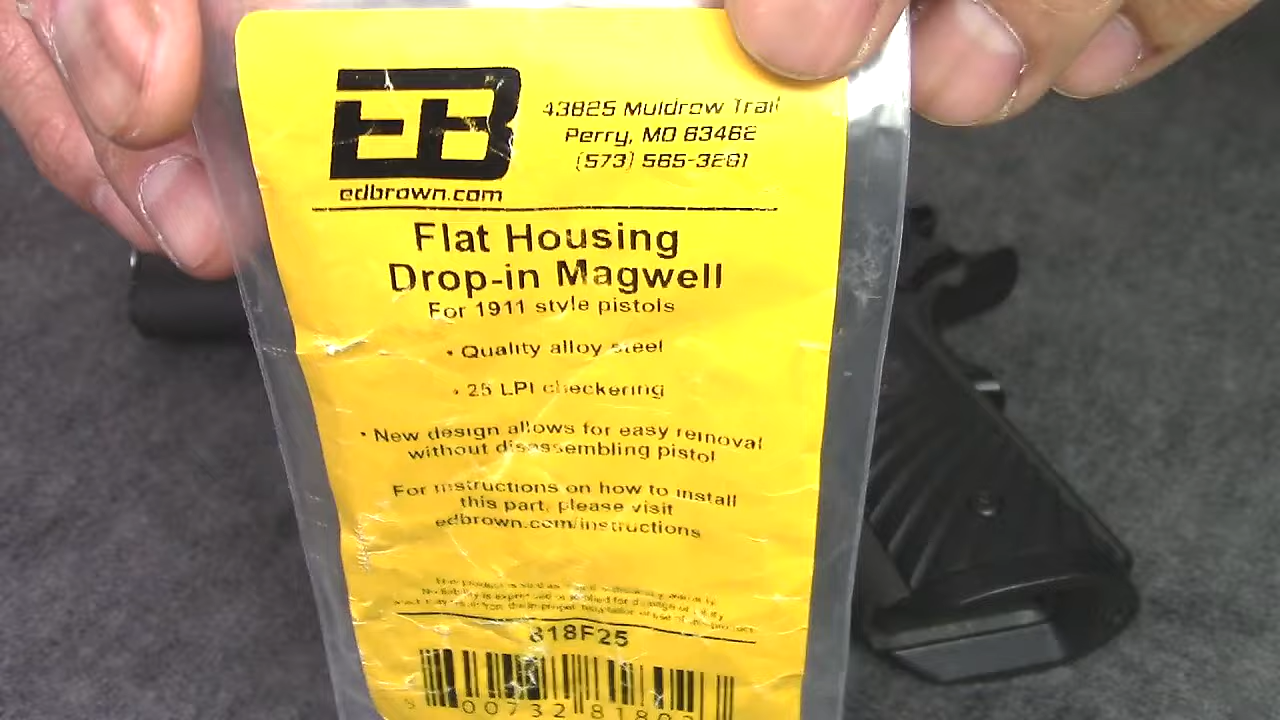 EB
43825 Muldrow Trail
Perry, MO 63462
(573) 565-3261
edbrown.com
Flat Housing
Drop-in Magwell
For 1911 style pistols
• Quality alloy steel
• 25 LPI checkering
• New design allows for easy removal
without disassembling pistol
For instructions on how to install
this part, please visit
edbrown.com/instructions
818F25
00732 8180